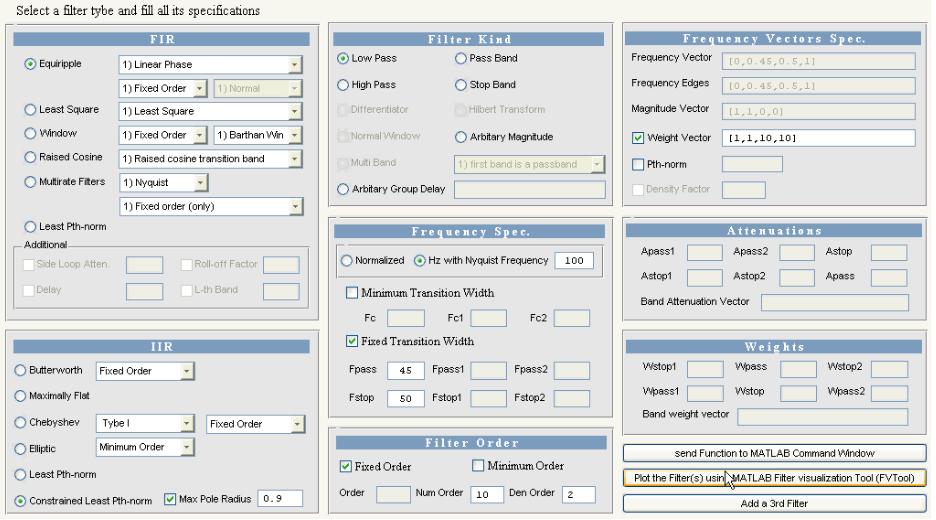 Select a filter tybe and fill all its specifications
FIR
Equiripple
1) Linear Phase
1) Fixed Order
1) Normal
Least Square
1) Least Square
Window
1) Fixed Order
1) Barthan Win
Raised Cosine
1) Raised cosine transition band
Multirate Filters
1) Nyquist
1) Fixed order (only)
Least Pth-norm
Additional
Side Loop Atten.
Roll-off Factor
Delay
L-th Band
IIR
Butterworth
Fixed Order
Maximally Flat
Chebyshev
Tybe I
Fixed Order
Elliptic
Minimum Order
Least Pth-norm
Constrained Least Pth-norm
Max Pole Radius
0.9
Filter Kind
Low Pass
Pass Band
High Pass
Stop Band
Differentiator
Hilbert Transform
Normal Window
Arbitary Magnitude
Multi Band
1) first band is a passband
Arbitary Group Delay
Frequency Spec.
Normalized
Hz with Nyquist Frequency
100
Minimum Transition Width
Fc
Fc1
Fc2
Fixed Transition Width
Fpass
45
Fpass1
Fpass2
Fstop
50
Fstop1
Fstop2
Filter Order
Fixed Order
Minimum Order
Order
Num Order
10
Den Order
2
Frequency Vectors Spec.
Frequency Vector
[0,0.45,0.5,1]
Frequency Edges
[0,0.45,0.5,1]
Magnitude Vector
[1,1,0,0]
Weight Vector
[1,1,10,10]
Pth-norm
Density Factor
Attenuations
Apass1
Apass2
Astop
Astop1
Astop2
Apass
Band Attenuation Vector
Weights
Wstop1
Wpass
Wstop2
Wpass1
Wstop
Wpass2
Band weight vector
send Function to MATLAB Command Window
Plot the Filter(s) using MATLAB Filter visualization Tool (FVTool)
Add a 3rd Filter